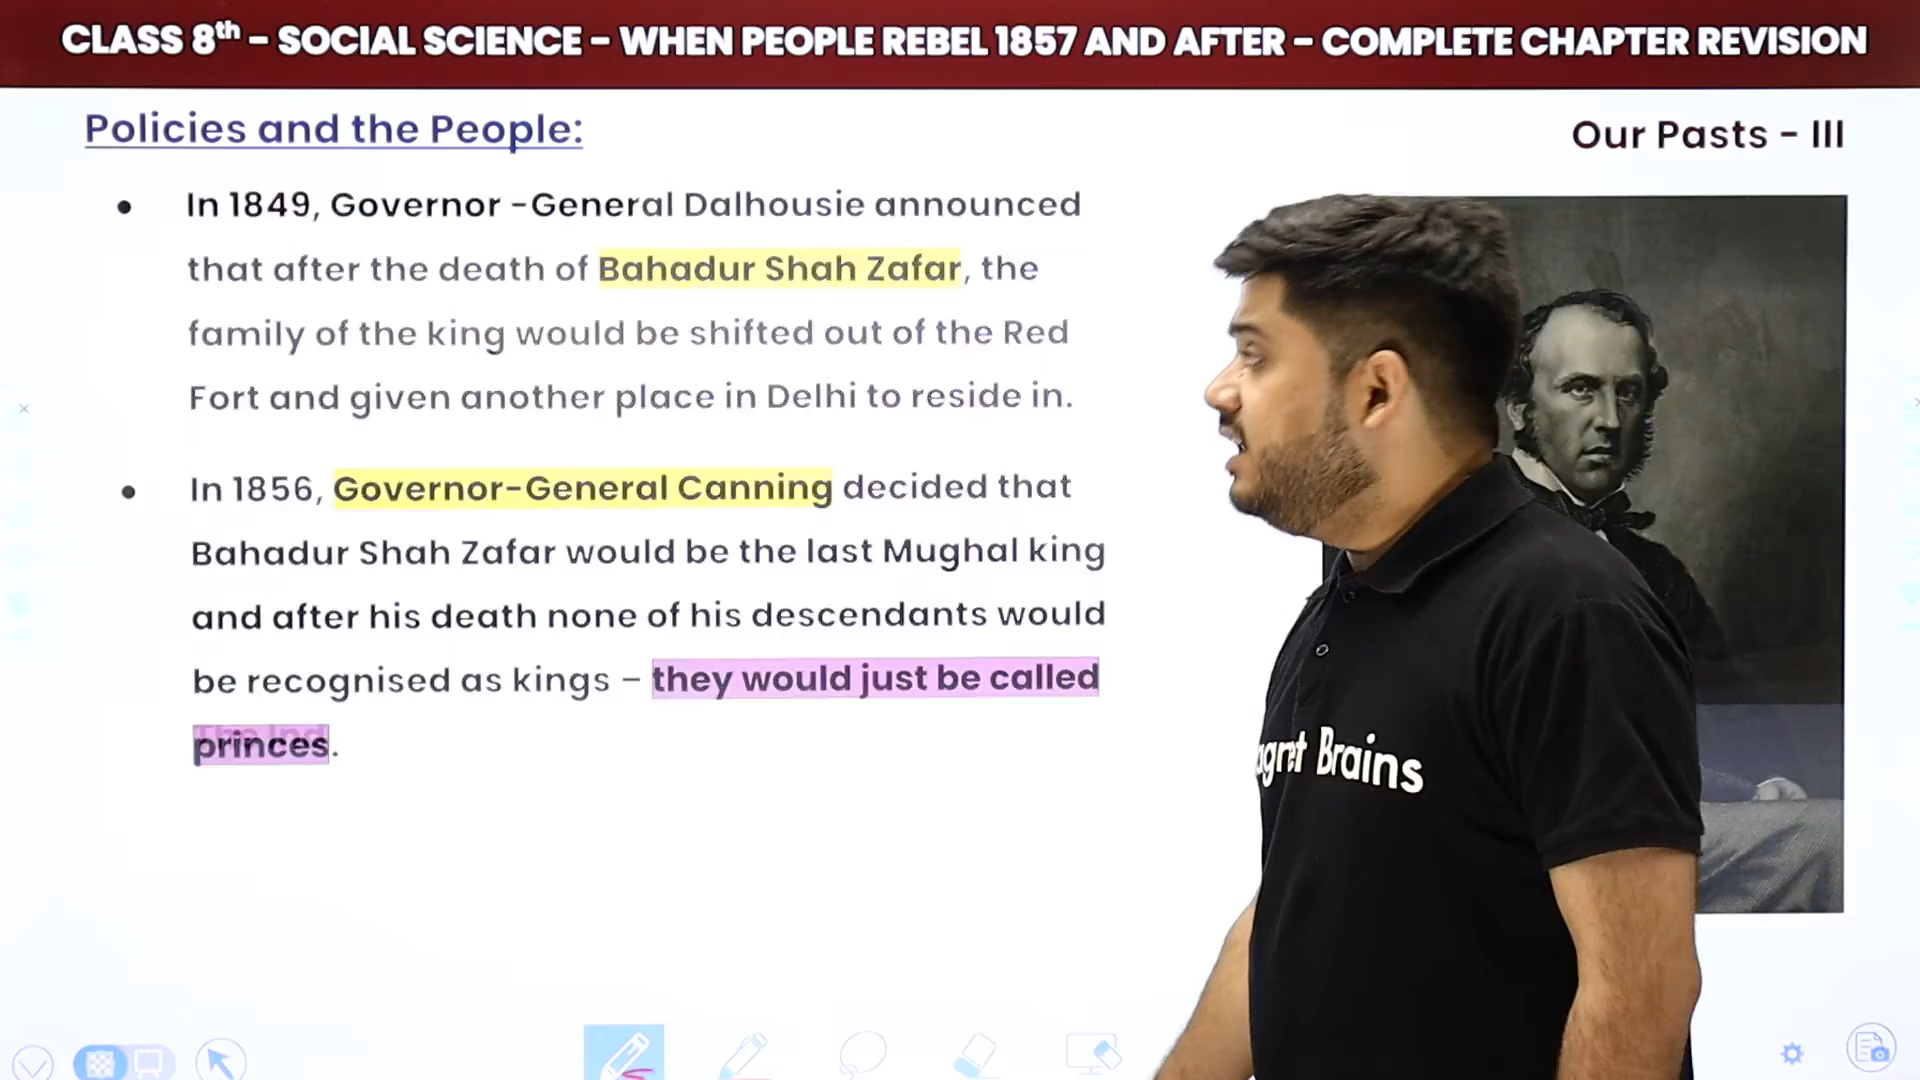 CLASS 8th – SOCIAL SCIENCE – WHEN PEOPLE REBEL 1857 AND AFTER – COMPLETE CHAPTER REVISION
Policies and the People:
Our Pasts – III
• In 1849, Governor –General Dalhousie announced
that after the death of Bahadur Shah Zafar, the
family of the king would be shifted out of the Red
Fort and given another place in Delhi to reside in.
• In 1856, Governor-General Canning decided that
Bahadur Shah Zafar would be the last Mughal king
and after his death none of his descendants would
be recognised as kings – they would just be called
princes.
Brains